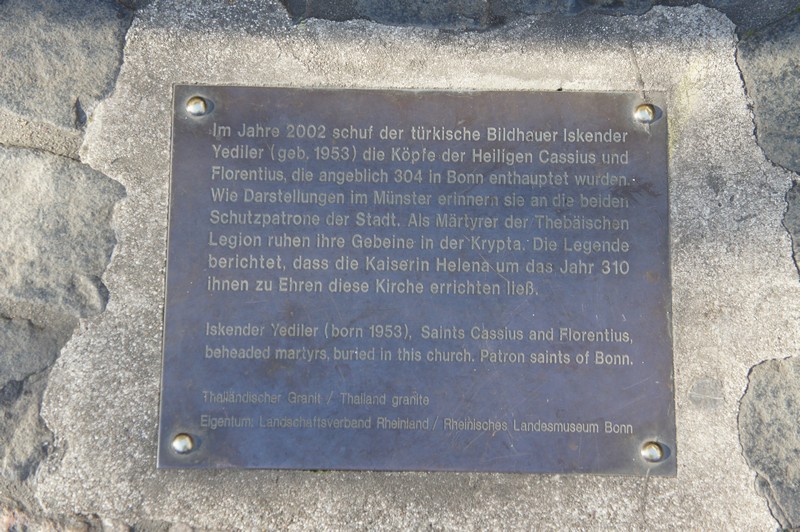 Im Jahre 2002 schuf der türkische Bildhauer Iskender
Yediler (geb. 1953) die Köpfe der Heiligen Cassius und
Florentius, die angeblich 304 in Bonn enthauptet wurden.
Wie Darstellungen im Münster erinnern sie an die beiden
Schutzpatrone der Stadt. Als Märtyrer der Thebäischen
Legion ruhen ihre Gebeine in der Krypta. Die Legende
berichtet, dass die Kaiserin Helena um das Jahr 310
ihnen zu Ehren diese Kirche errichten ließ.
Iskender Yediler (born 1953), Saints Cassius and Florentius,
beheaded martyrs, buried in this church. Patron saints of Bonn.
Thailändischer Granit / Thailand granite
Eigentum: Landschaftsverband Rheinland / Rheinisches Landesmuseum Bonn